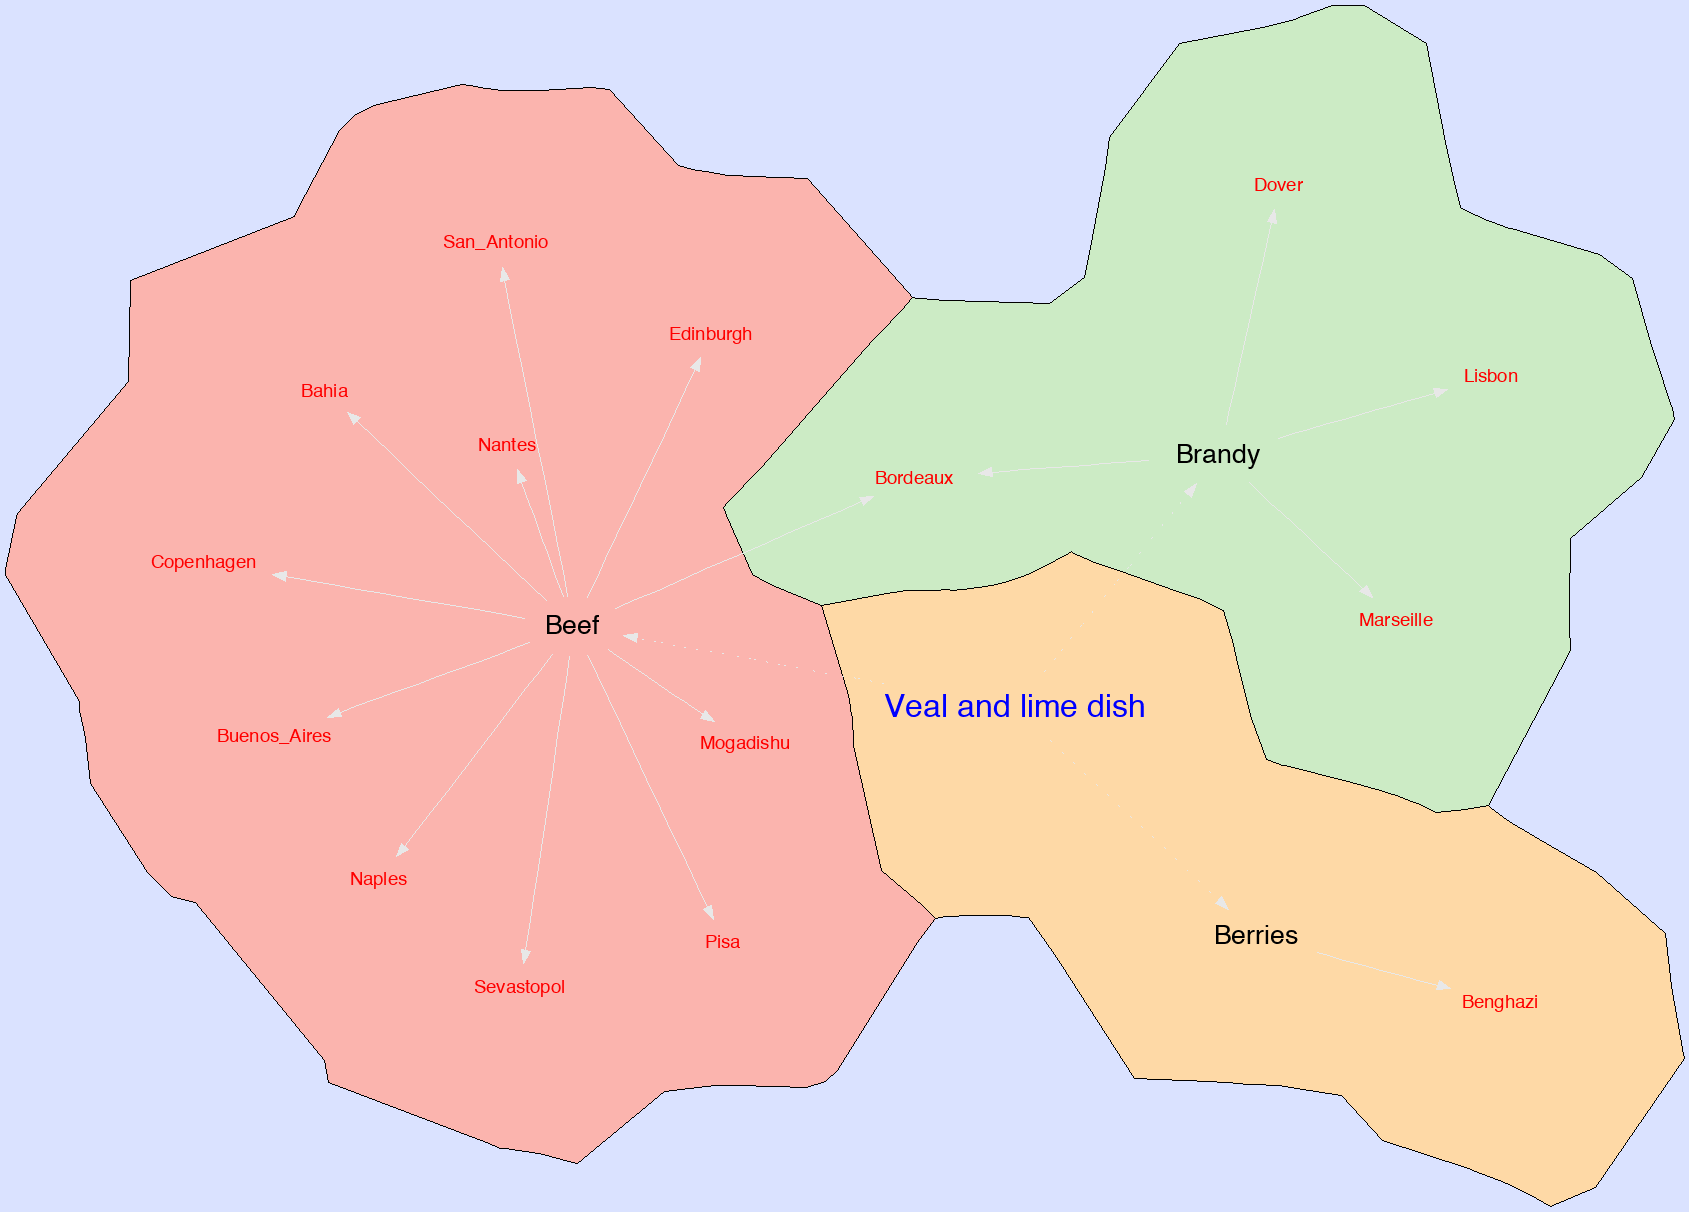 Dover
San_Antonio
Edinburgh
Lisbon
Bahia
Nantes
Brandy
Bordeaux
Copenhagen
Beef
Marseille
Veal and lime dish
Buenos_Aires
Mogadishu
Naples
Berries
Pisa
Sevastopol
Benghazi